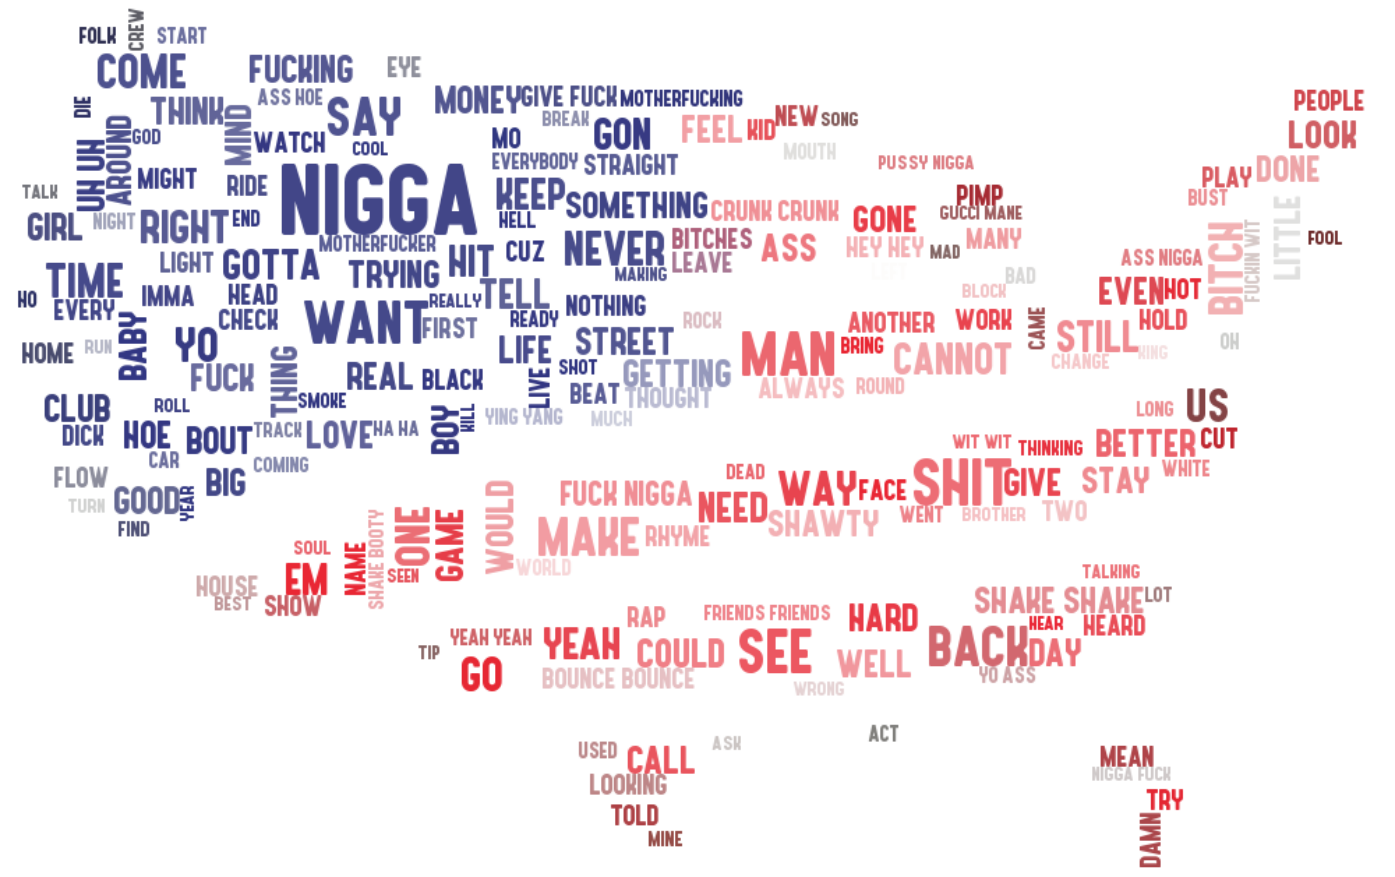 FOLK
CREW
START
COME
FUCKING
EYE
DIE
THINK
ASS HOE
SAY
MONEY
GIVE FUCK
MOTHERFUCKING
PEOPLE
UH UH
AROUND
GOD
MIND
WATCH
COOL
MO
BREAK
GON
FEEL
KID
NEW
SONG
LOOK
MIGHT
RIDE
NIGGA
EVERYBODY
STRAIGHT
MOUTH
PUSSY NIGGA
PLAY
DONE
TALK
GIRL
NIGHT
RIGHT
END
KEEP
HELL
SOMETHING
CRUNK CRUNK
GONE
PIMP
GUCCI MANE
BUST
LITTLE
MOTHERFUCKER
LIGHT
GOTTA
TRYING
HIT
CUZ
NEVER
BITCHES
LEAVE
ASS
HEY HEY
MAD
MANY
BITCH
FUCKIN WIT
FOOL
TIME
HO
EVERY
IMMA
HEAD
CHECK
WANT
REALLY
TELL
MAKING
NOTHING
LEFT
BAD
BLOCK
ASS NIGGA
EVEN
HOT
HOME
RUN
BABY
YO
FUCK
THING
FIRST
READY
LIFE
STREET
ROCK
MAN
BRING
ANOTHER
WORK
CAME
STILL
HOLD
CHANGE
KING
OH
REAL
BLACK
LIVE
SHOT
BEAT
GETTING
THOUGHT
ALWAYS
ROUND
CANNOT
CLUB
DICK
ROLL
SMOKE
HOE
BOUT
TRACK
LOVE
HA HA
BOY
KILL
YING YANG
MUCH
LONG
US
FLOW
CAR
COMING
BIG
WIT WIT
THINKING
BETTER
CUT
TURN
GOOD
YEAR
FIND
DEAD
WAY
FACE
SHIT
GIVE
STAY
WHITE
FUCK NIGGA
NEED
SHAWTY
WENT
BROTHER
TWO
SOUL
NAME
SHAKE BOOTY
ONE
GAME
WOULD
MAKE
RHYME
WORLD
HOUSE
BEST
EM
SHOW
SEEN
TALKING
RAP
FRIENDS FRIENDS
HARD
SHAKE SHAKE
LOT
HEAR
HEARD
TIP
YEAH YEAH
YEAH
COULD
SEE
WELL
BACK
DAY
GO
BOUNCE BOUNCE
WRONG
YO ASS
USED
CALL
ASK
ACT
MEAN
LOOKING
NIGGA FUCK
TOLD
TRY
MINE
DAMN